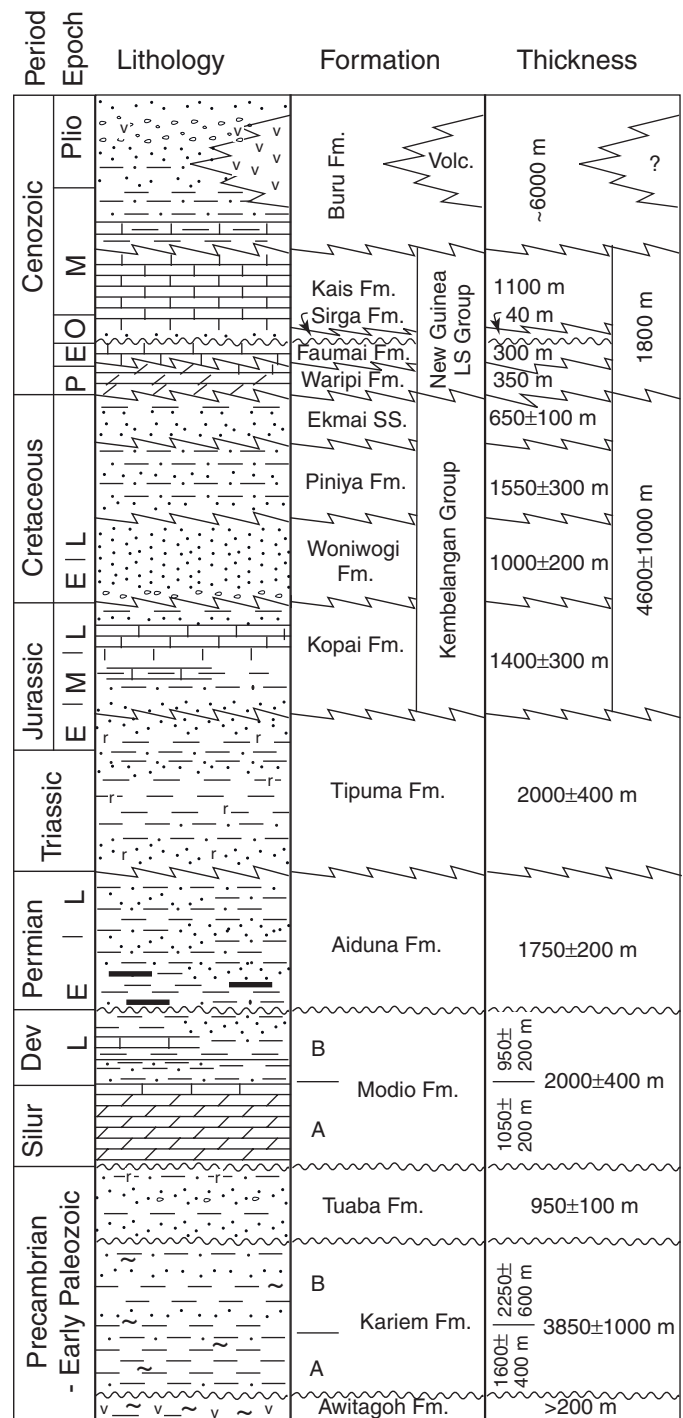 Period
Epoch
Lithology
Formation
Thickness
Cenozoic
Plio
M
O
E
P
Buru Fm.
Volc.
~6000 m
?
Kais Fm.
1100 m
Sirga Fm.
40 m
Faumai Fm.
300 m
Waripi Fm.
350 m
New Guinea
LS Group
1800 m
Cretaceous
E | L
Ekmai SS.
650±100 m
Piniya Fm.
1550±300 m
Woniwogi
Fm.
1000±200 m
Kopai Fm.
1400±300 m
Kembelangan Group
4600±1000 m
Jurassic
E | M | L
Triassic
Tipuma Fm.
2000±400 m
Permian
E | L
Aiduna Fm.
1750±200 m
Dev
L
Silur
B
A
Modio Fm.
950±
200 m
1050±
200 m
2000±400 m
Precambrian
- Early Paleozoic
Tuaba Fm.
950±100 m
B
A
Kariem Fm.
2250±
600 m
1600±
400 m
3850±1000 m
Awitagoh Fm.
>200 m
v v v v v v v v
r r r r r r
r r
v v v v